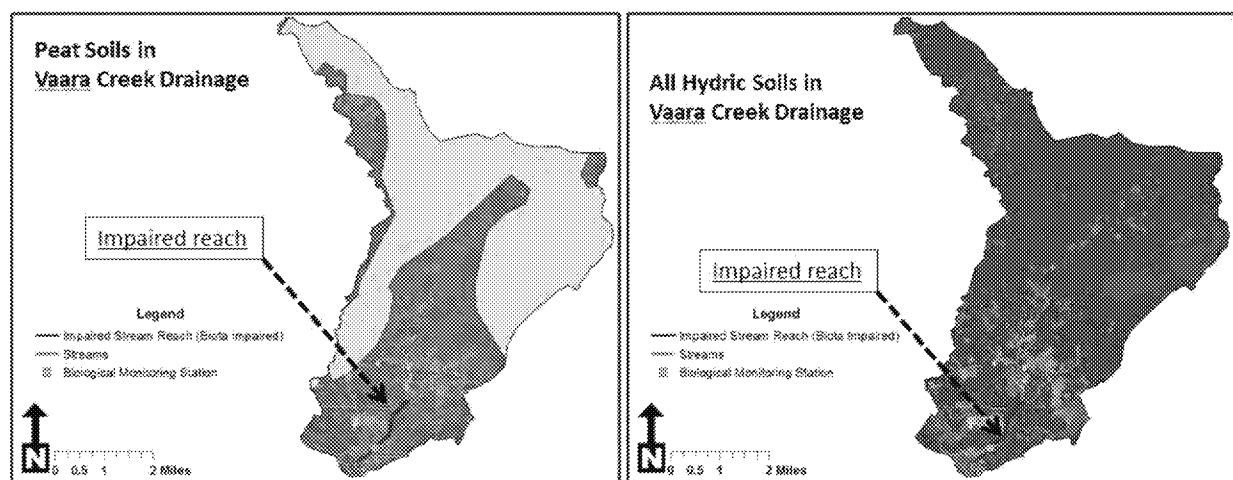 Peat Soils in
Vaara Creek Drainage
Impaired reach
Legend
Impaired Stream Reach (Biota Impaired)
Streams
Biological Monitoring Station
N
0 0.5 1 2 Miles
All Hydric Soils in
Vaara Creek Drainage
Impaired reach
Legend
Impaired Stream Reach (Biota Impaired)
Streams
Biological Monitoring Station
N
0 0.5 1 2 Miles